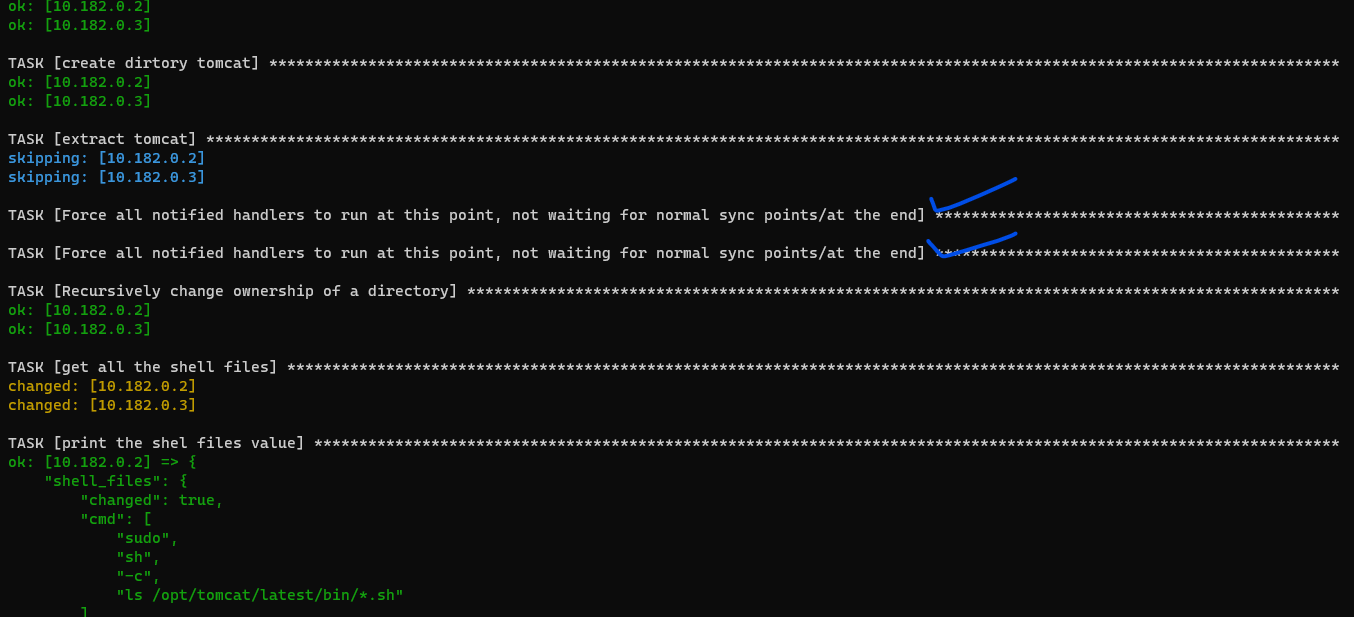 ok: [10.182.0.2]
ok: [10.182.0.3]
TASK [create dirtory tomcat] ***********************************************************************************************************************
ok: [10.182.0.2]
ok: [10.182.0.3]
TASK [extract tomcat] ******************************************************************************************************************************
skipping: [10.182.0.2]
skipping: [10.182.0.3]
TASK [Force all notified handlers to run at this point, not waiting for normal sync points/at the end] *********************************************
TASK [Force all notified handlers to run at this point, not waiting for normal sync points/at the end] *********************************************
TASK [Recursively change ownership of a directory] *************************************************************************************************
ok: [10.182.0.2]
ok: [10.182.0.3]
TASK [get all the shell files] *********************************************************************************************************************
changed: [10.182.0.2]
changed: [10.182.0.3]
TASK [print the shel files value] ******************************************************************************************************************
ok: [10.182.0.2] => {
    "shell_files": {
        "changed": true,
        "cmd": [
            "sudo",
            "sh",
            "-c",
            "ls /opt/tomcat/latest/bin/*.sh"
        ]